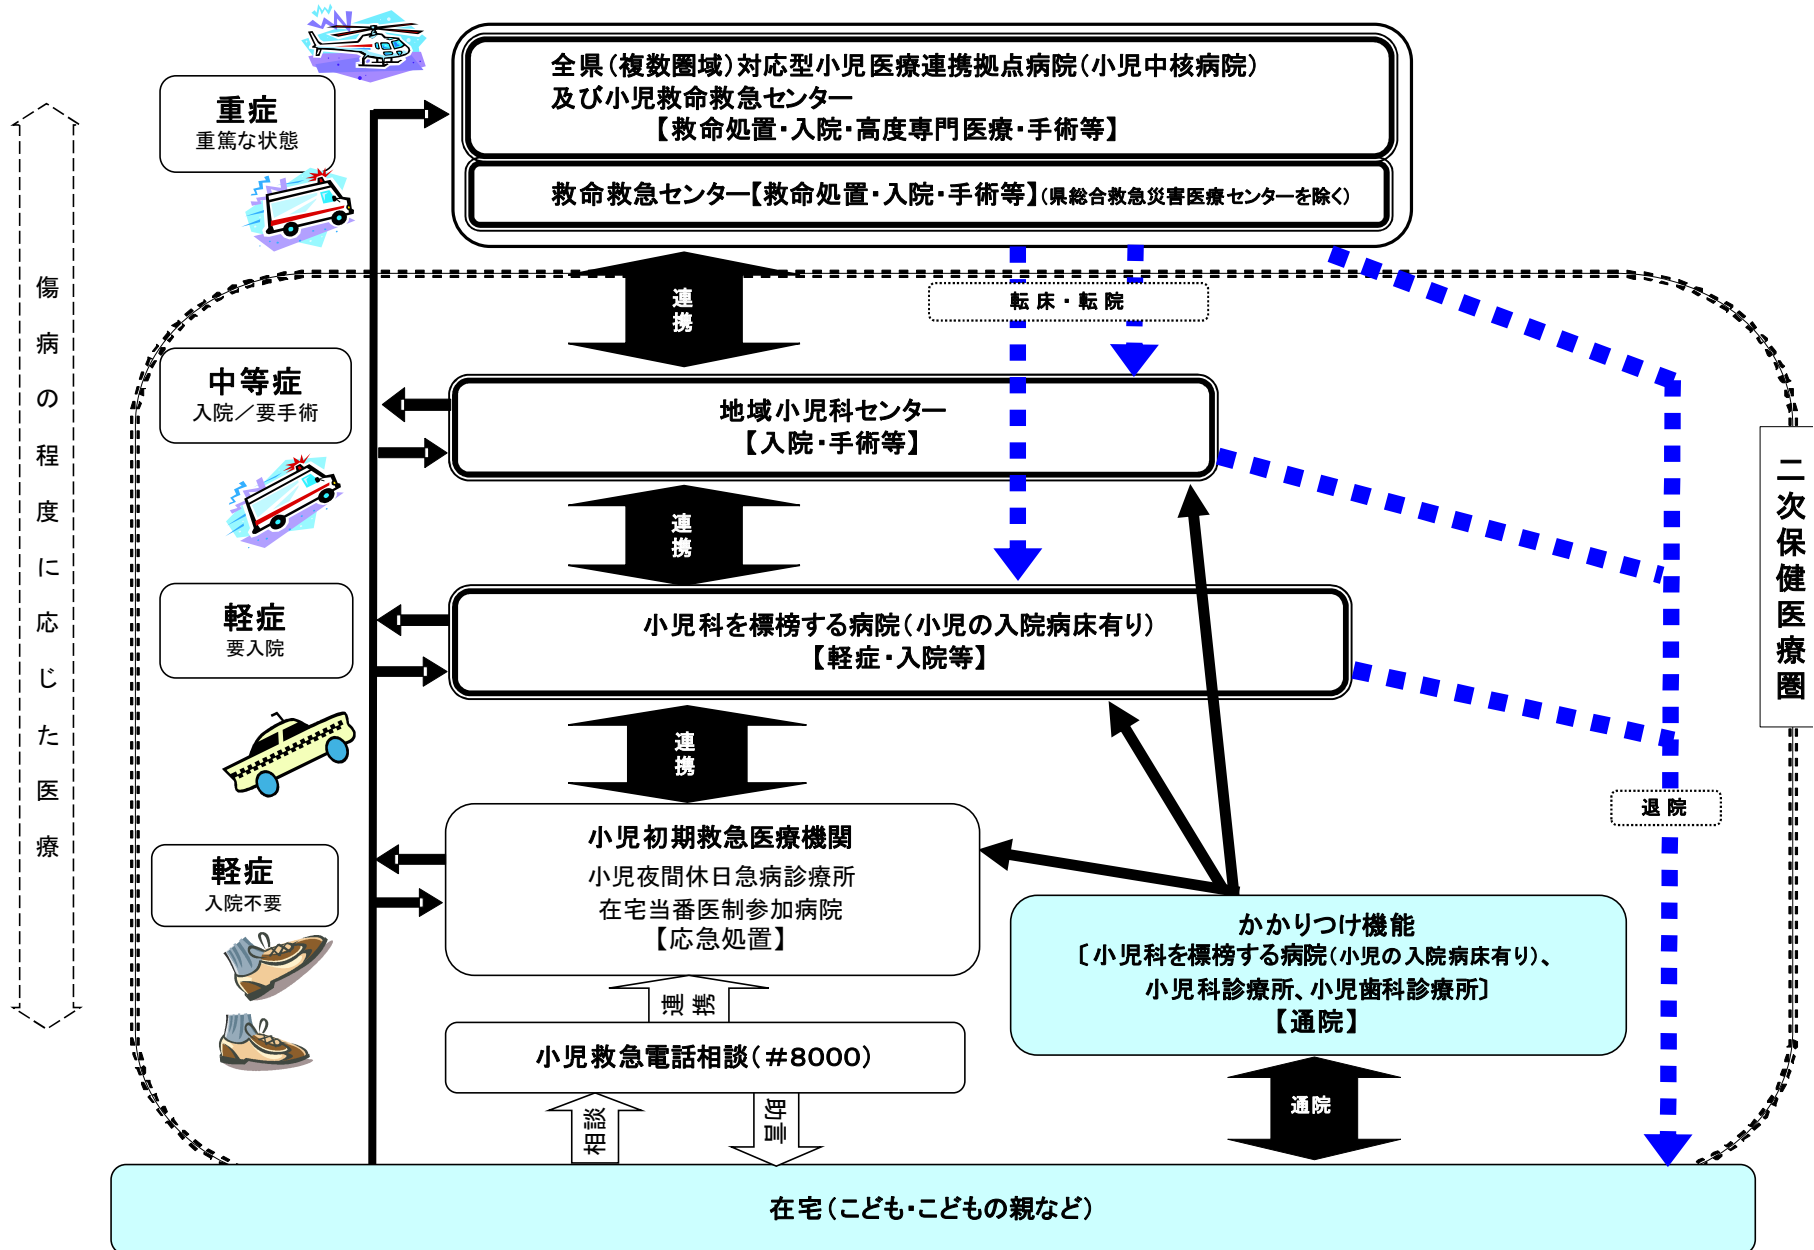 全県（複数圏域）対応型小児医療連携拠点病院（小児中核病院）
及び小児救命救急センター
【救命処置・入院・高度専門医療・手術等】
重症
重篤な状態
救命救急センター【救命処置・入院・手術等】（県総合救急災害医療センターを除く）
傷病の程度に応じた医療
連携
転床・転院
中等症
入院／要手術
地域小児科センター
【入院・手術等】
二次保健医療圏
連携
軽症
要入院
小児科を標榜する病院（小児の入院病床有り）
【軽症・入院等】
連携
退院
軽症
入院不要
小児初期救急医療機関
小児夜間休日急病診療所
在宅当番医制参加病院
【応急処置】
かかりつけ機能
〔小児科を標榜する病院（小児の入院病床有り）、
小児科診療所、小児歯科診療所〕
【通院】
連携
小児救急電話相談（＃8000）
相談
助言
通院
在宅（こども・こどもの親など）